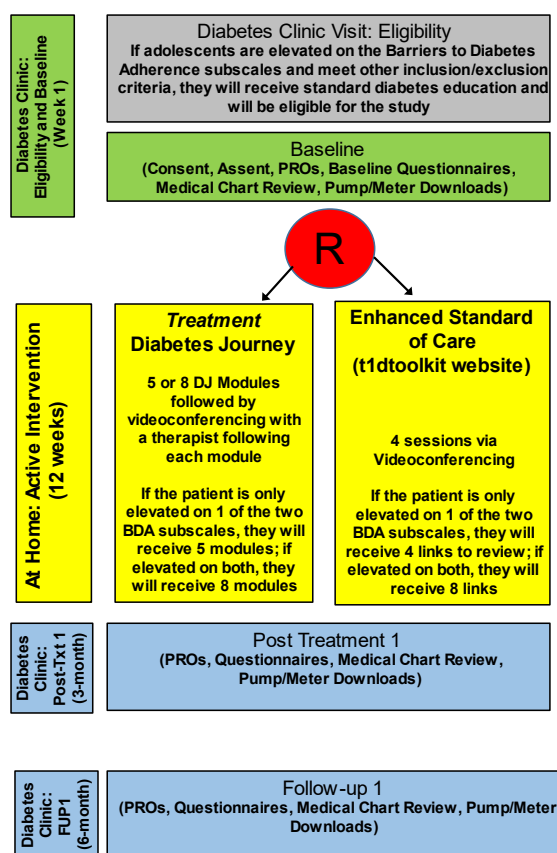 Diabetes Clinic:
Eligibility and Baseline
(Week 1)
Diabetes Clinic Visit: Eligibility
If adolescents are elevated on the Barriers to Diabetes
Adherence subscales and meet other inclusion/exclusion
criteria, they will receive standard diabetes education and
will be eligible for the study
Baseline
(Consent, Assent, PROs, Baseline Questionnaires,
Medical Chart Review, Pump/Meter Downloads)
R
At Home: Active Intervention
(12 weeks)
Treatment
Diabetes Journey
5 or 8 DJ Modules
followed by
videoconferencing with
a therapist following
each module
If the patient is only
elevated on 1 of the two
BDA subscales, they will
receive 5 modules; if
elevated on both, they
will receive 8 modules
Enhanced Standard
of Care
(t1dtoolkit website)
4 sessions via
Videoconferencing
If the patient is only
elevated on 1 of the two
BDA subscales, they will
receive 4 links to review; if
elevated on both, they will
receive 8 links
Diabetes
Clinic:
Post-Txt 1
(3-month)
Post Treatment 1
(PROs, Questionnaires, Medical Chart Review,
Pump/Meter Downloads)
Diabetes
Clinic:
FUP1
(6-month)
Follow-up 1
(PROs, Questionnaires, Medical Chart Review, Pump/Meter
Downloads)